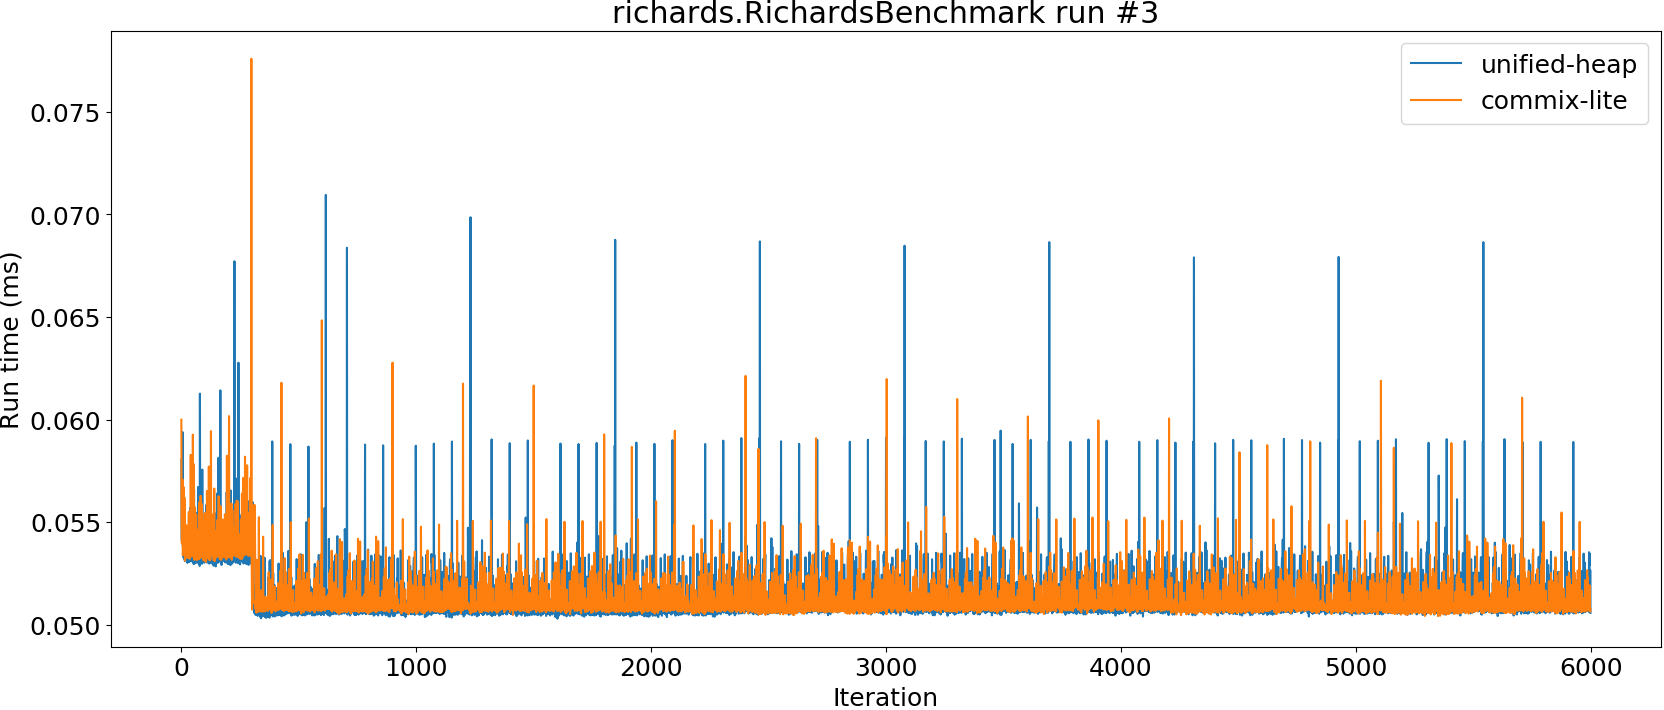 richards.RichardsBenchmark run #3
unified-heap
commix-lite
Run time (ms)
0.075
0.070
0.065
0.060
0.055
0.050
0
1000
2000
3000
4000
5000
6000
Iteration